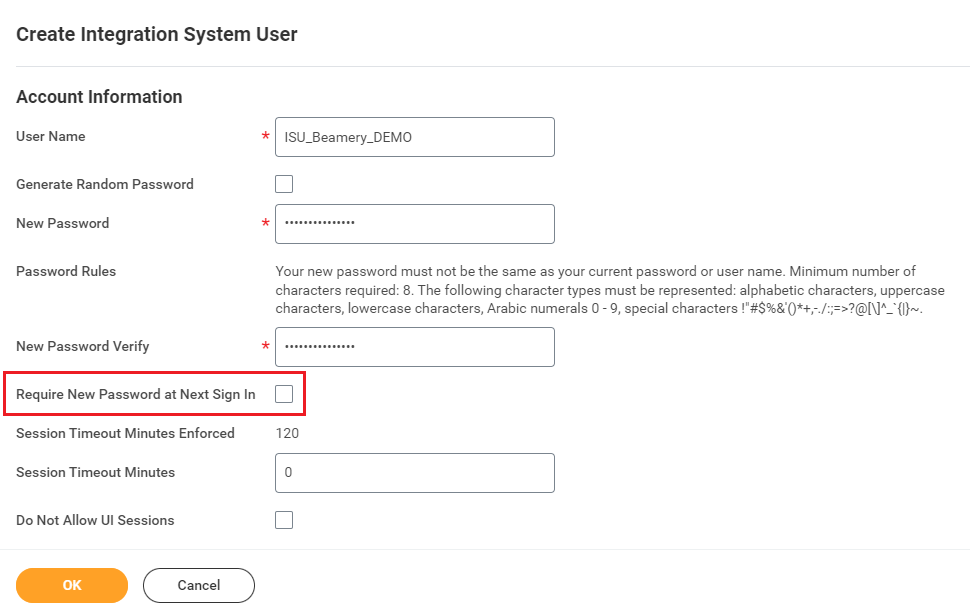 Create Integration System User
Account Information
User Name * ISU_Beamery_DEMO
Generate Random Password
New Password * •••••••••••••••
Password Rules
Your new password must not be the same as your current password or user name. Minimum number of
characters required: 8. The following character types must be represented: alphabetic characters, uppercase
characters, lowercase characters, Arabic numerals 0 - 9, special characters !"#$%&'()*+,-./:;<=>?@[\]^_`{|}~.
New Password Verify * •••••••••••••••
Require New Password at Next Sign In
Session Timeout Minutes Enforced 120
Session Timeout Minutes 0
Do Not Allow UI Sessions
OK Cancel